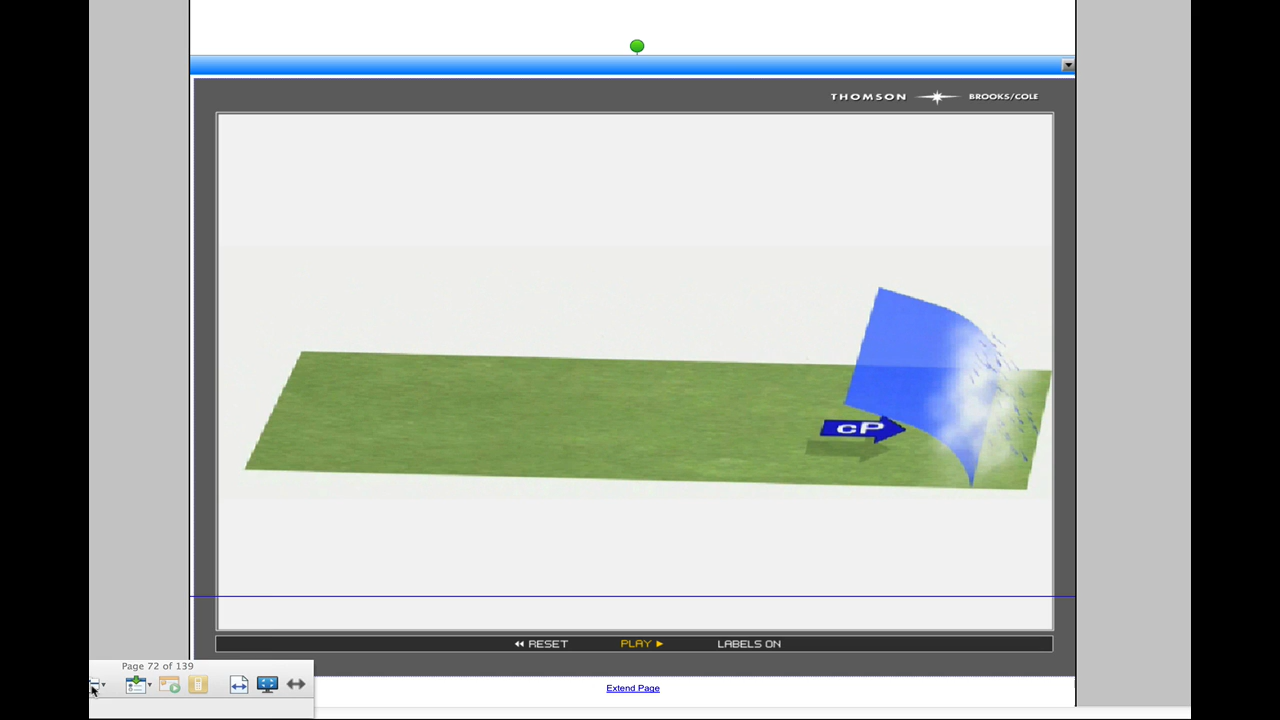 THOMSON BROOKS/COLE
cP
RESET PLAY LABELS ON
Page 72 of 139
Extend Page